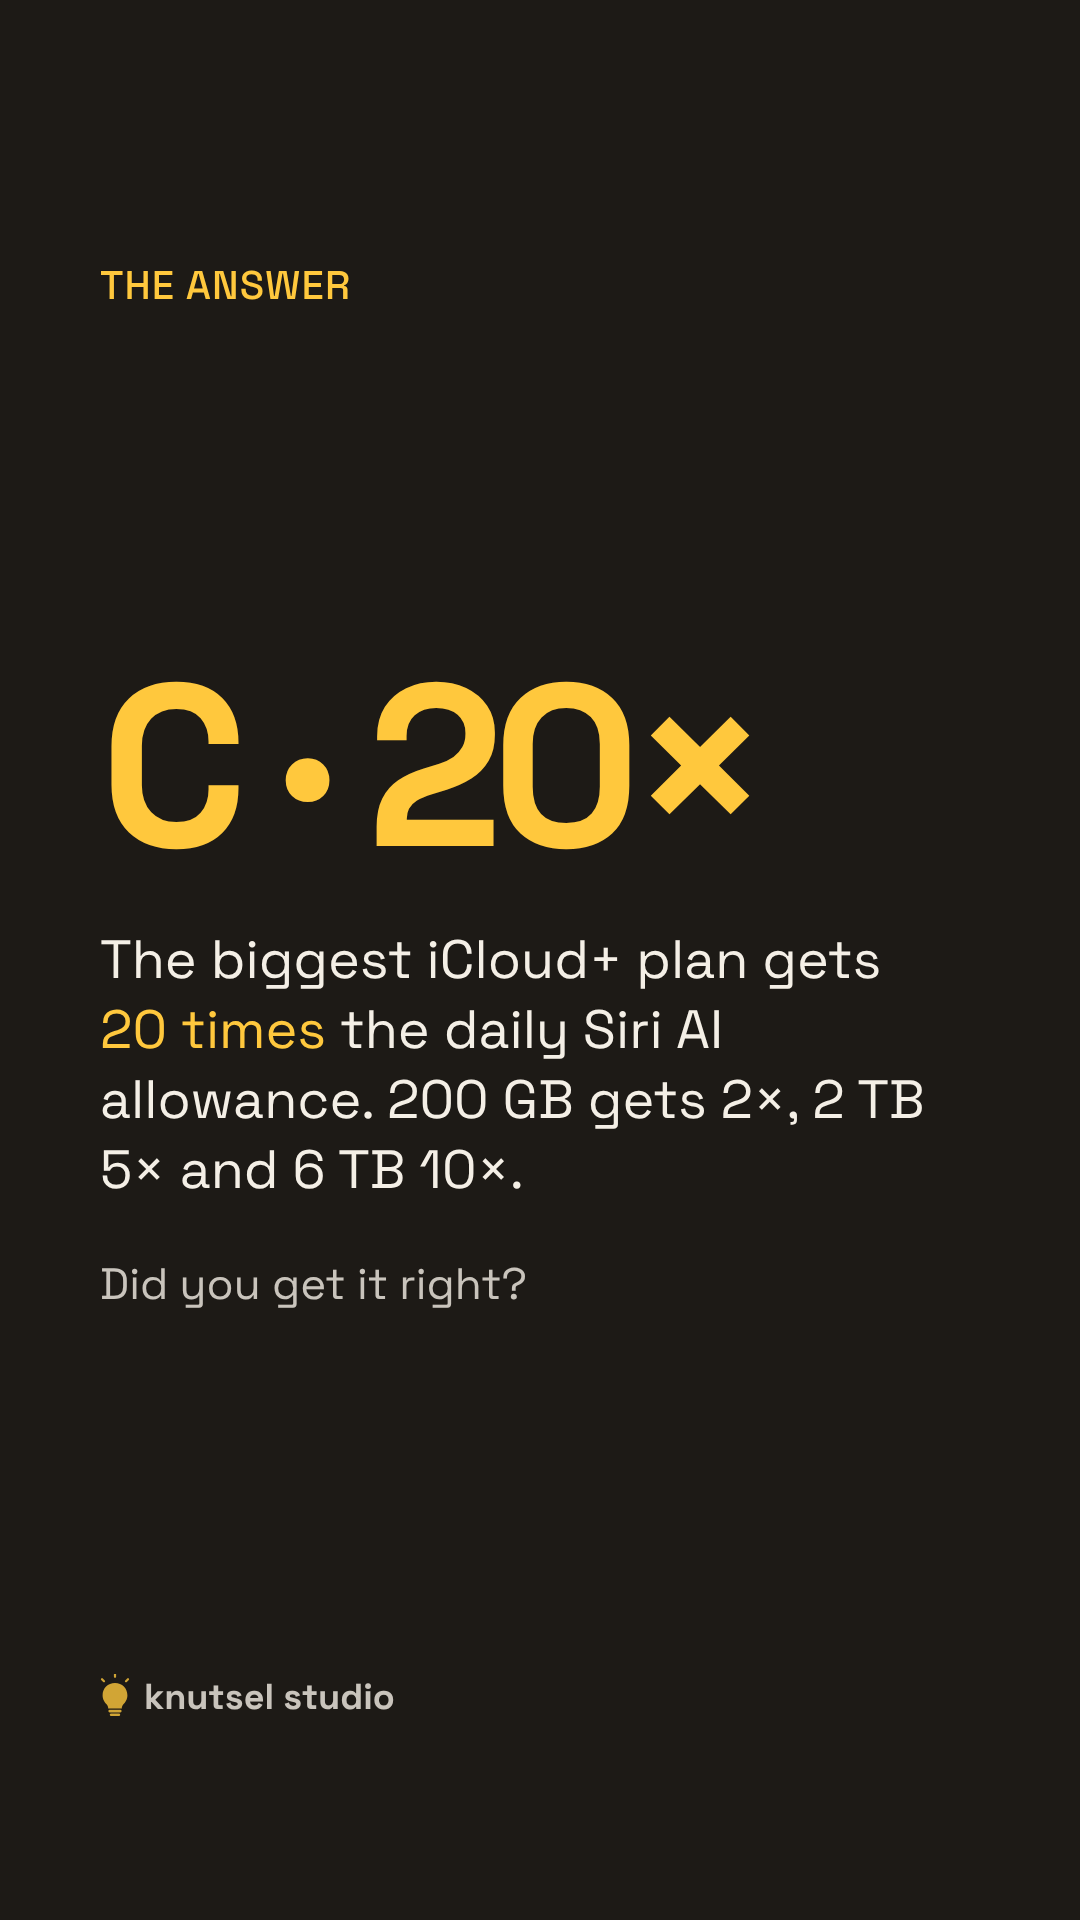 THE ANSWER
C · 20×
The biggest iCloud+ plan gets
20 times the daily Siri AI
allowance. 200 GB gets 2×, 2 TB
5× and 6 TB 10×.
Did you get it right?
knutsel studio